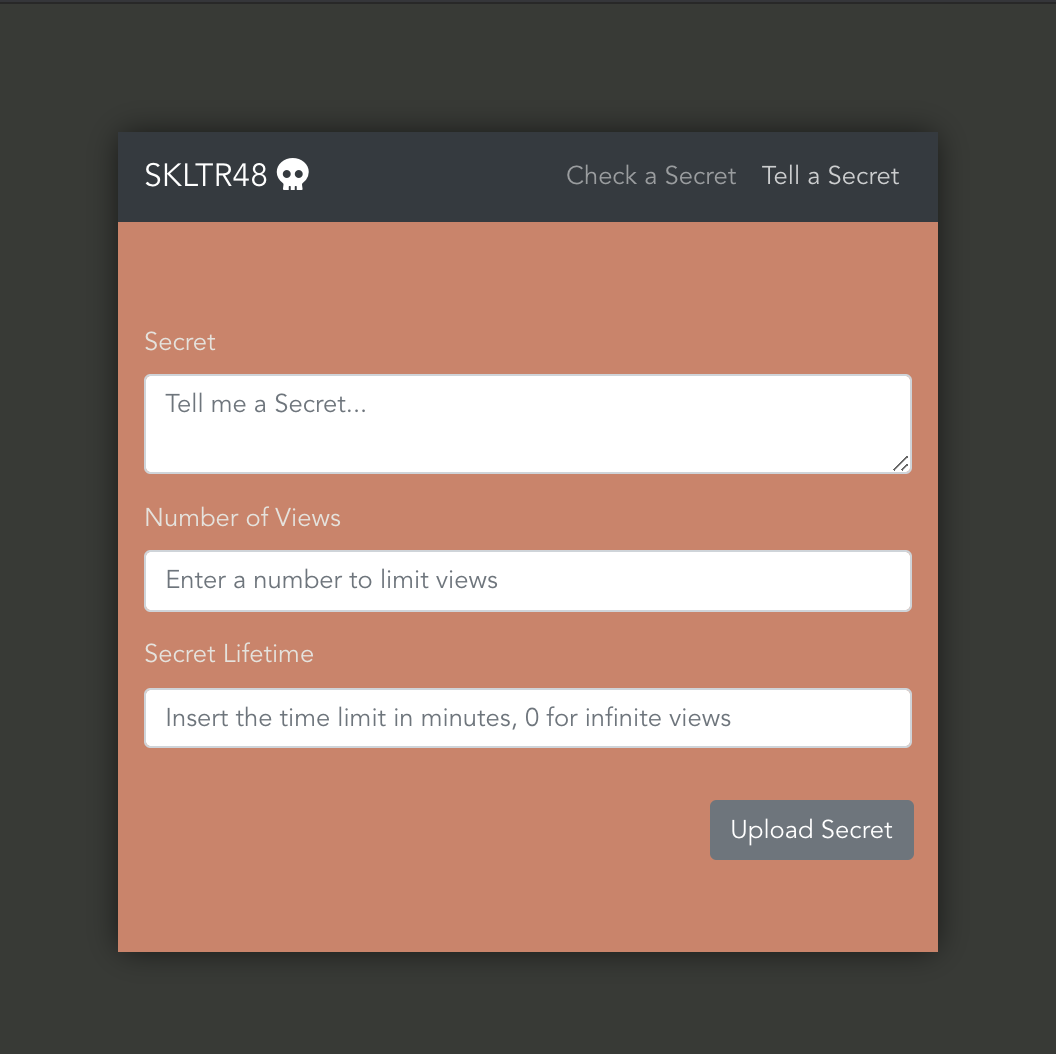 SKLTR48
Check a Secret
Tell a Secret
Secret
Tell me a Secret...
Number of Views
Enter a number to limit views
Secret Lifetime
Insert the time limit in minutes, 0 for infinite views
Upload Secret